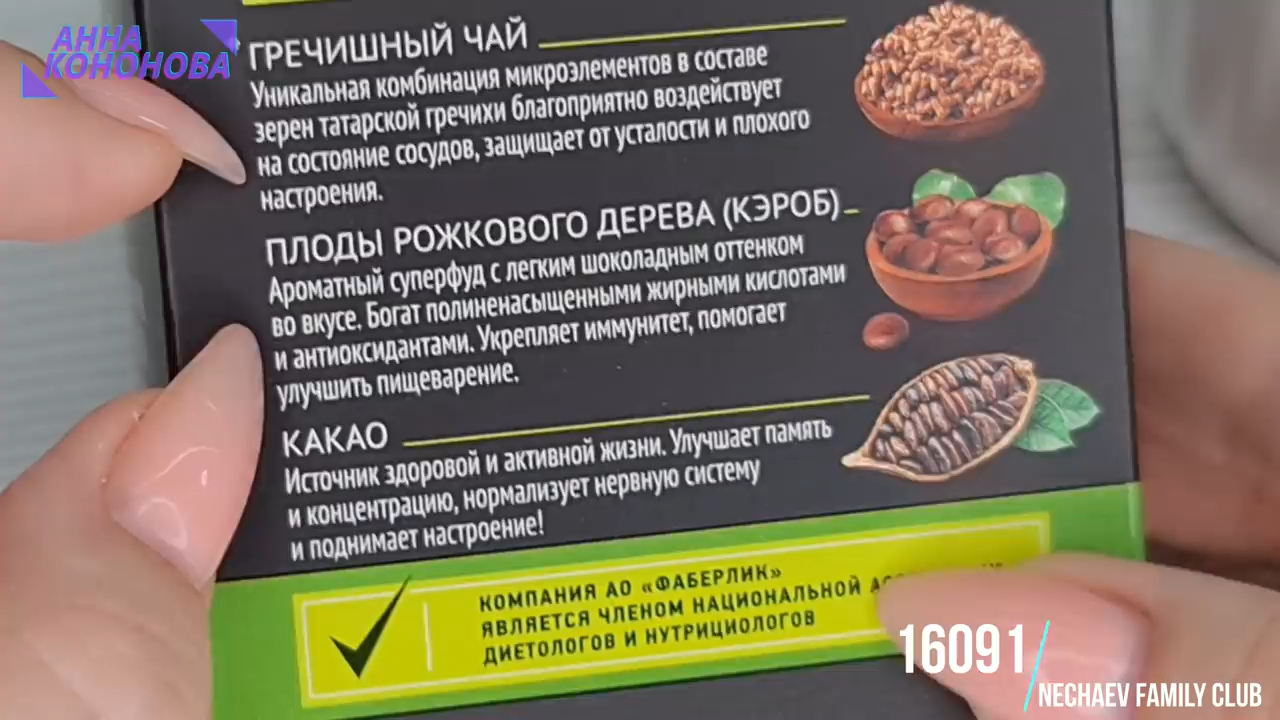 АННА
КОНОНОВА
ГРЕЧИШНЫЙ ЧАЙ
Уникальная комбинация микроэлементов в составе
зерен татарской гречихи благоприятно воздействует
на состояние сосудов, защищает от усталости и плохого
настроения.
ПЛОДЫ РОЖКОВОГО ДЕРЕВА (КЭРОБ)
Ароматный суперфуд с легким шоколадным оттенком
во вкусе. Богат полиненасыщенными жирными кислотами
и антиоксидантами. Укрепляет иммунитет, помогает
улучшить пищеварение.
КАКАО
Источник здоровой и активной жизни. Улучшает память
и концентрацию, нормализует нервную систему
и поднимает настроение!
КОМПАНИЯ АО «ФАБЕРЛИК»
ЯВЛЯЕТСЯ ЧЛЕНОМ НАЦИОНАЛЬНОЙ
ДИЕТОЛОГОВ И НУТРИЦИОЛОГОВ
16091
NECHAEV FAMILY CLUB